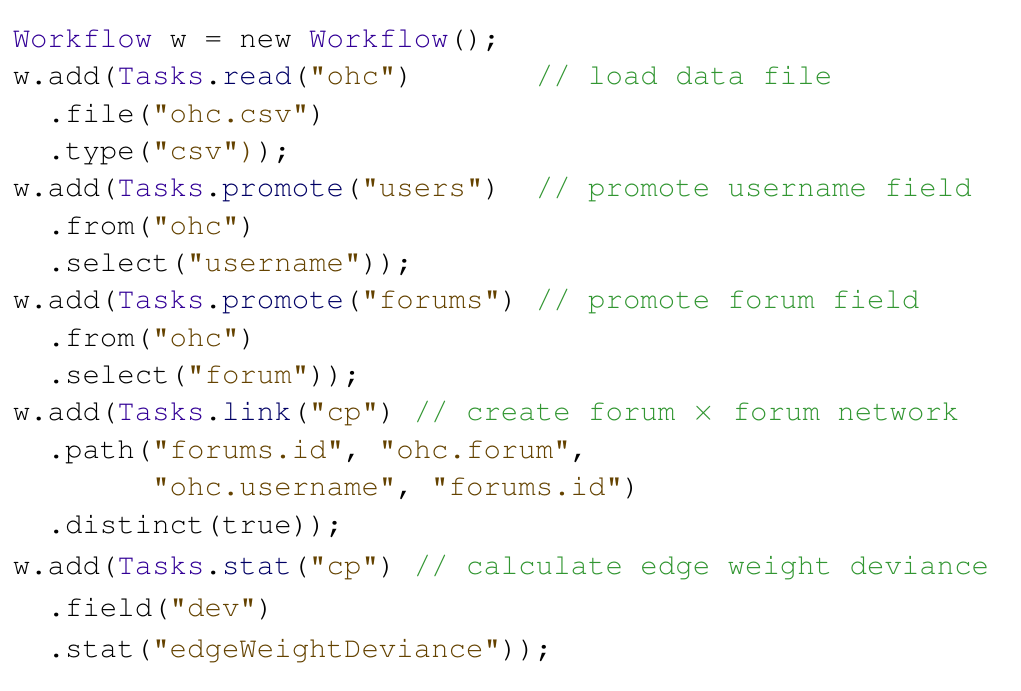 Workflow w = new Workflow();
w.add(Tasks.read("ohc")       // load data file
  .file("ohc.csv")
  .type("csv"));
w.add(Tasks.promote("users")  // promote username field
  .from("ohc")
  .select("username"));
w.add(Tasks.promote("forums") // promote forum field
  .from("ohc")
  .select("forum"));
w.add(Tasks.link("cp") // create forum × forum network
  .path("forums.id", "ohc.forum",
        "ohc.username", "forums.id")
  .distinct(true));
w.add(Tasks.stat("cp") // calculate edge weight deviance
  .field("dev")
  .stat("edgeWeightDeviance"));